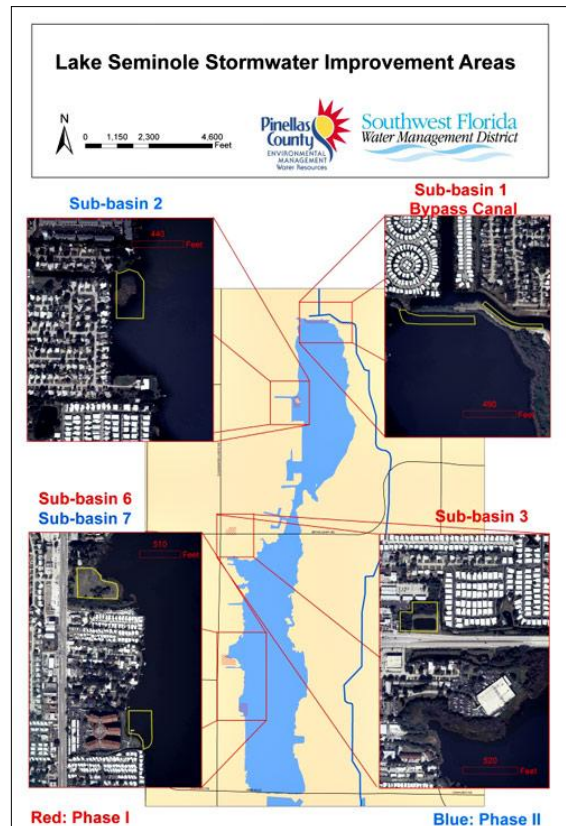 Lake Seminole Stormwater Improvement Areas
N
0 1,150 2,300 4,600
Feet
Pinellas
County
ENVIRONMENTAL
MANAGEMENT
Water Resources
Southwest Florida
Water Management District
Sub-basin 2
Sub-basin 1
Bypass Canal
440
Feet
490
Feet
Sub-basin 6
Sub-basin 7
Sub-basin 3
510
Feet
520
Feet
Red: Phase I
Blue: Phase II